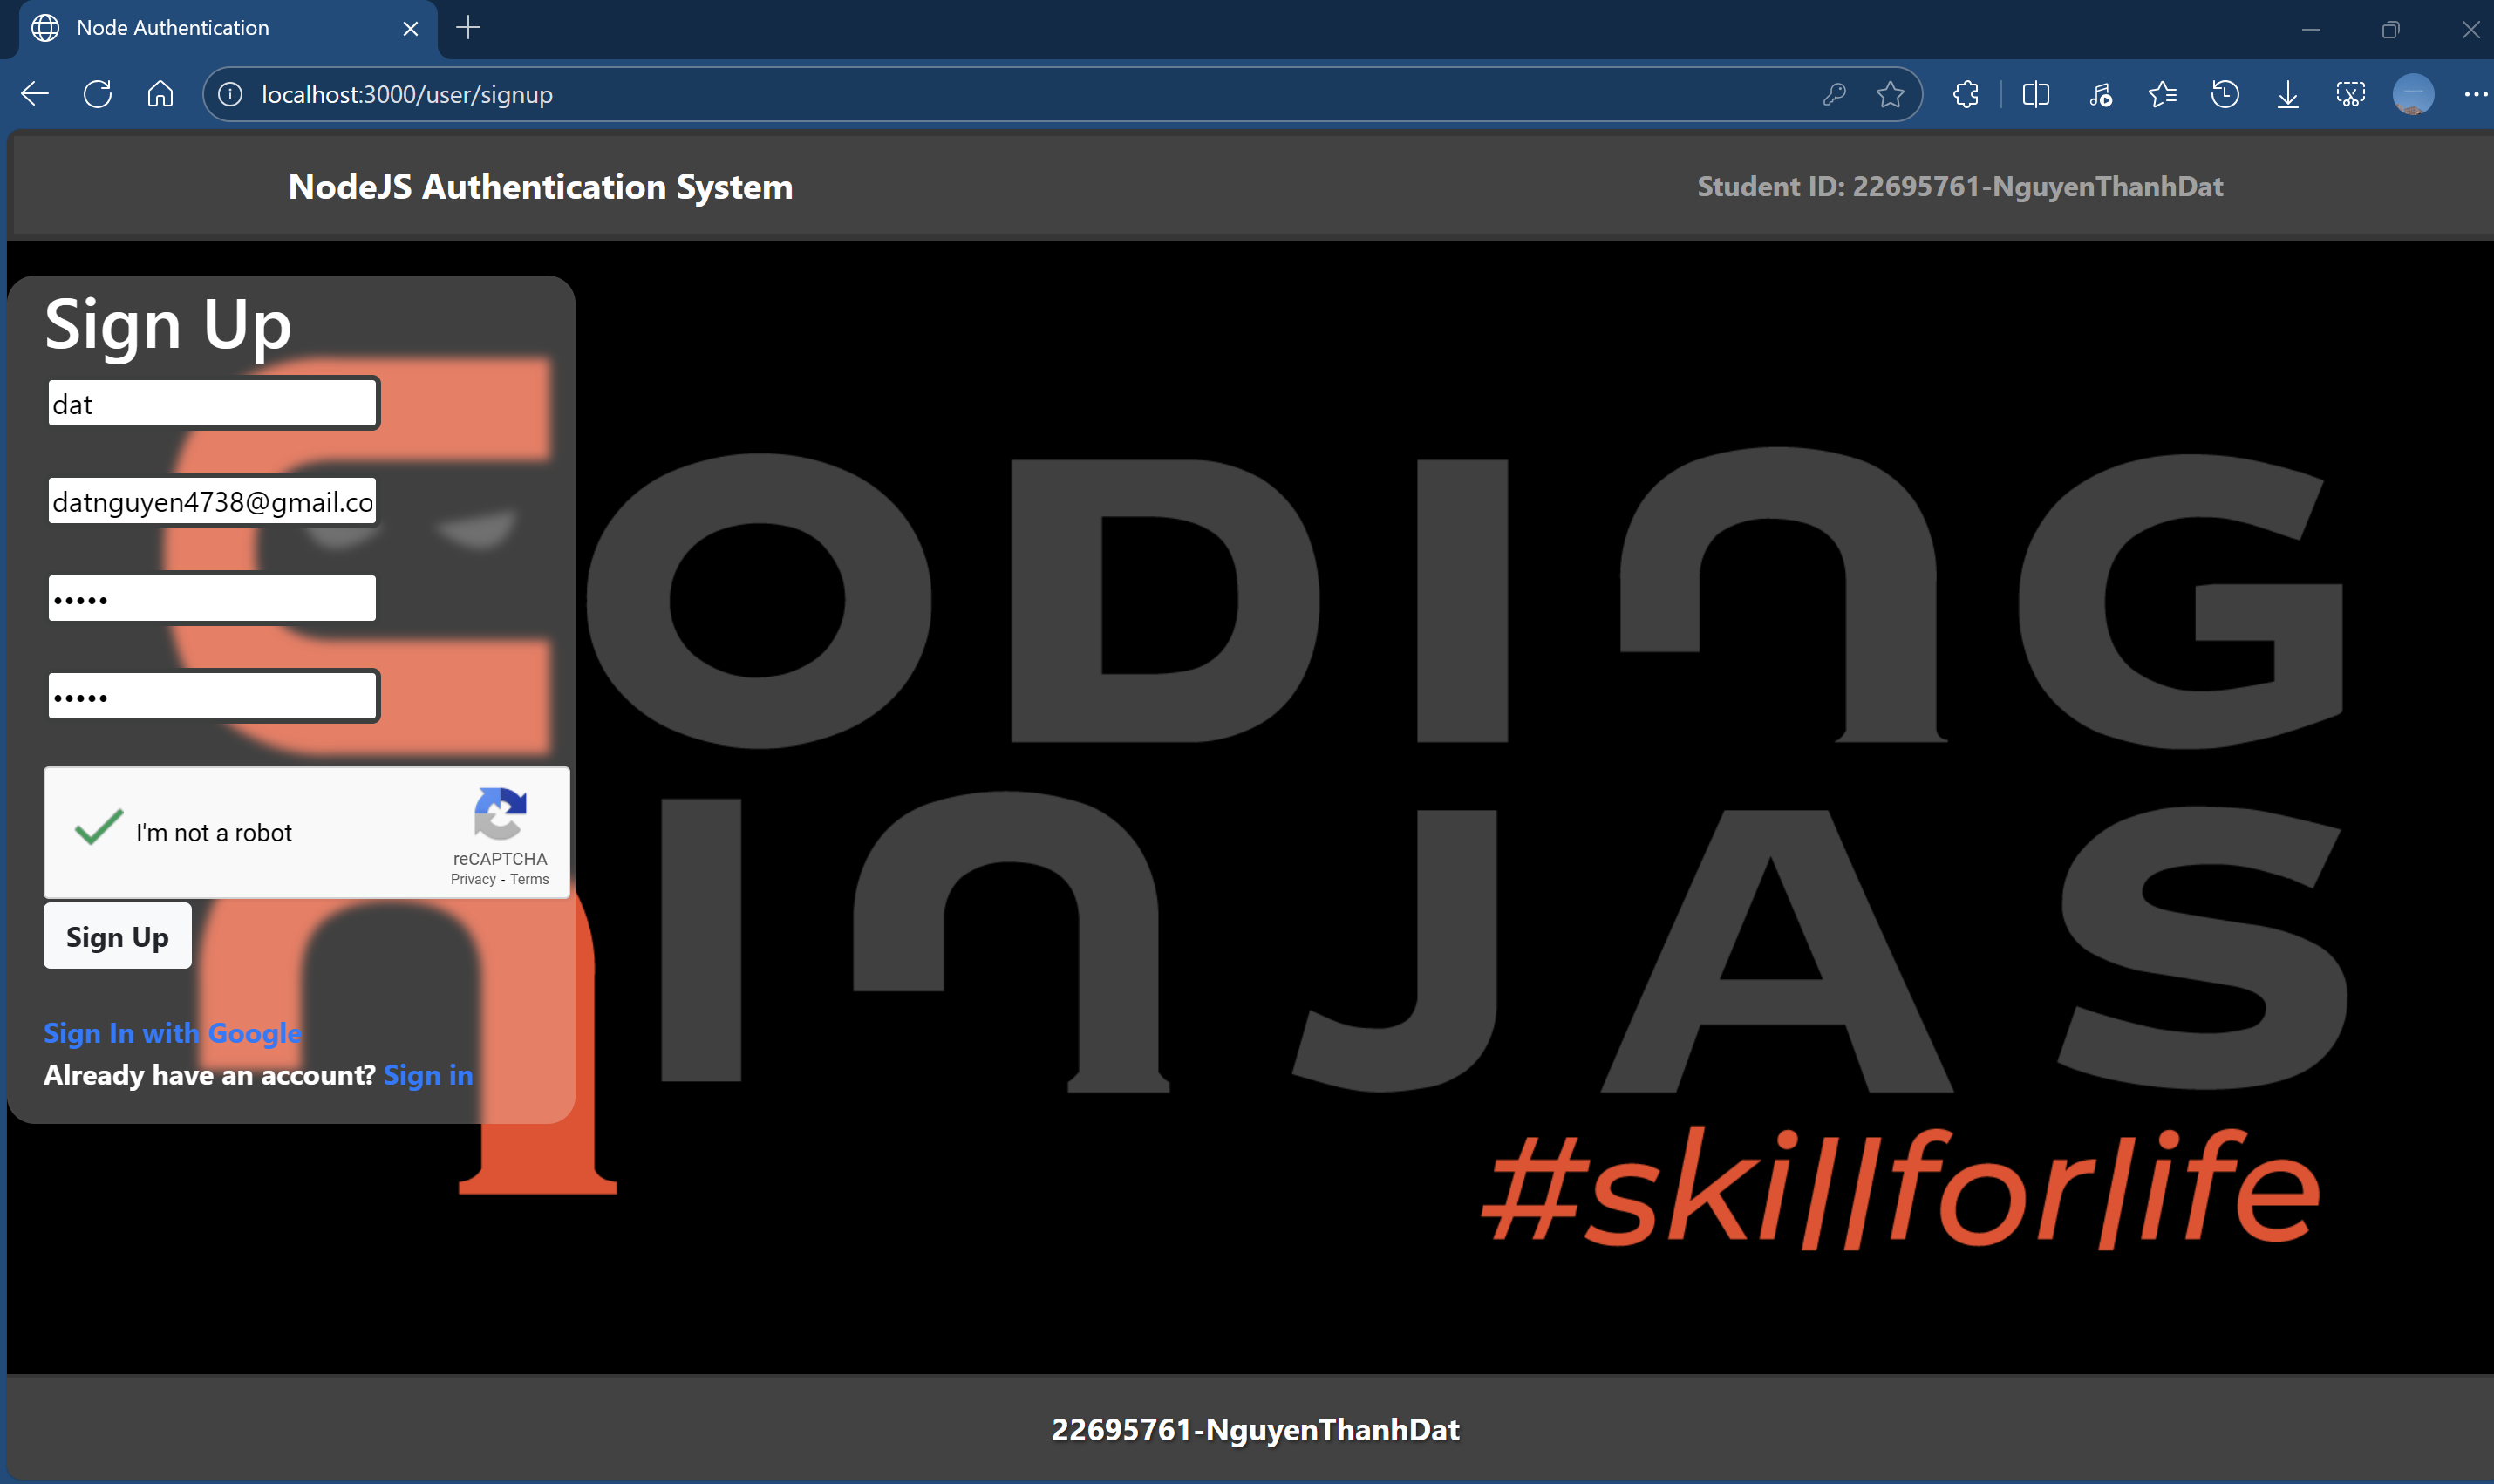 Node Authentication
localhost:3000/user/signup
NodeJS Authentication System
Student ID: 22695761-NguyenThanhDat
Sign Up
dat
datnguyen4738@gmail.co
•••••
•••••
I'm not a robot
reCAPTCHA
Privacy - Terms
Sign Up
Sign In with Google
Already have an account? Sign in
CODING
NINJAS
#skillforlife
22695761-NguyenThanhDat